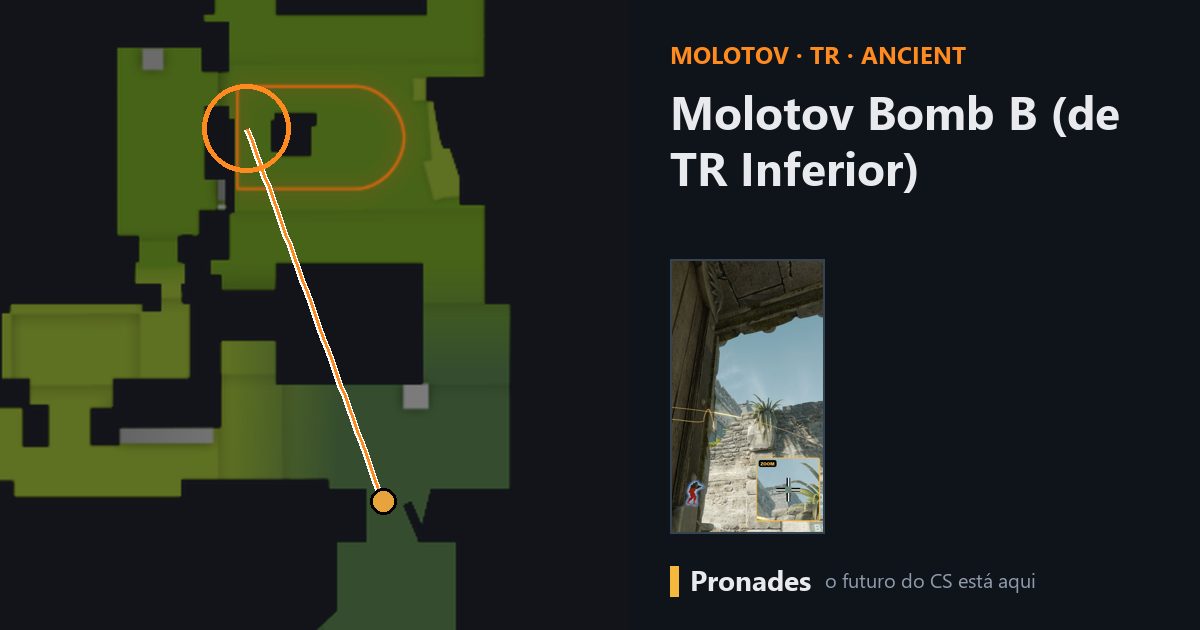 MOLOTOV · TR · ANCIENT
Molotov Bomb B (de
TR Inferior)
ZOOM
B
Pronades o futuro do CS está aqui